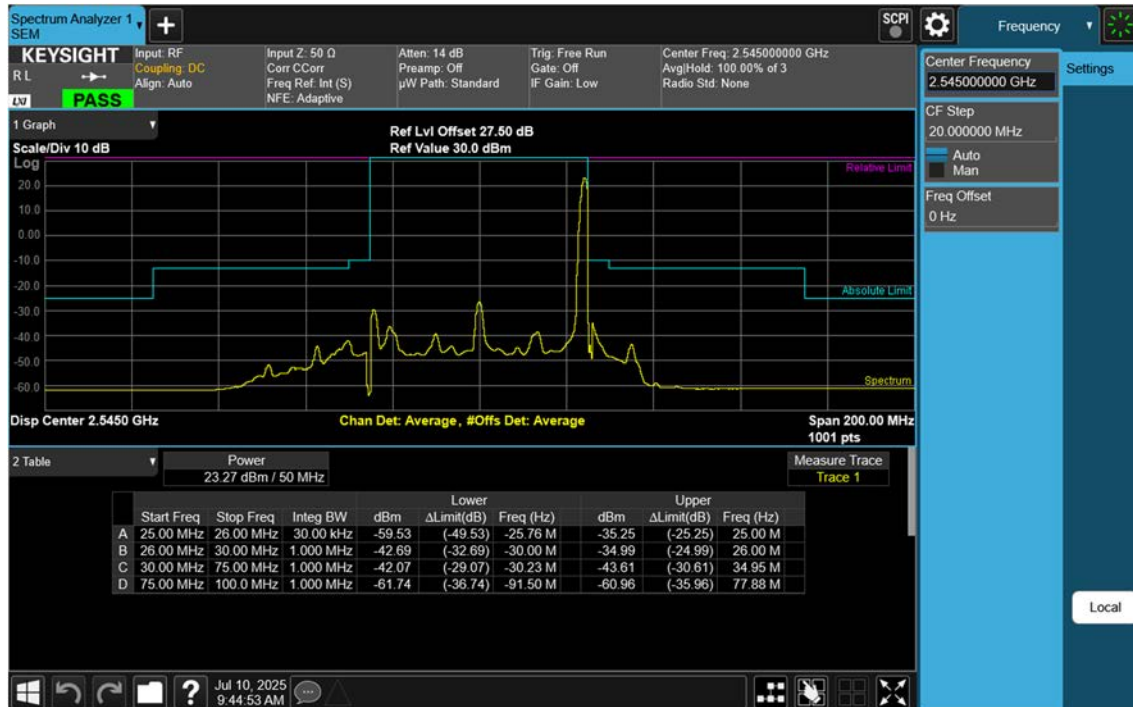 Spectrum Analyzer 1
SEM
SCPI
Frequency
KEYSIGHT
R L
LXI
PASS
Input: RF
Coupling: DC
Align: Auto
Input Z: 50 Ω
Corr CCorr
Freq Ref: Int (S)
NFE: Adaptive
Atten: 14 dB
Preamp: Off
µW Path: Standard
Trig: Free Run
Gate: Off
IF Gain: Low
Center Freq: 2.545000000 GHz
Avg|Hold: 100.00% of 3
Radio Std: None
Center Frequency
2.545000000 GHz
Settings
CF Step
20.000000 MHz
Auto
Man
Freq Offset
0 Hz
1 Graph
Scale/Div 10 dB
Ref Lvl Offset 27.50 dB
Ref Value 30.0 dBm
Log
Relative Limit
20.0
10.0
0.00
-10.0
-20.0
Absolute Limit
-30.0
-40.0
-50.0
-60.0
Spectrum
Disp Center 2.5450 GHz
Chan Det: Average, #Offs Det: Average
Span 200.00 MHz
1001 pts
2 Table
Power
23.27 dBm / 50 MHz
Measure Trace
Trace 1
Lower Upper
Start Freq Stop Freq Integ BW dBm ΔLimit(dB) Freq (Hz) dBm ΔLimit(dB) Freq (Hz)
A 25.00 MHz 26.00 MHz 30.00 kHz -59.53 (-49.53) -25.76 M -35.25 (-25.25) 25.00 M
B 26.00 MHz 30.00 MHz 1.000 MHz -42.69 (-32.69) -30.00 M -34.99 (-24.99) 26.00 M
C 30.00 MHz 75.00 MHz 1.000 MHz -42.07 (-29.07) -30.23 M -43.61 (-30.61) 34.95 M
D 75.00 MHz 100.0 MHz 1.000 MHz -61.74 (-36.74) -91.50 M -60.96 (-35.96) 77.88 M
Local
?
Jul 10, 2025
9:44:53 AM